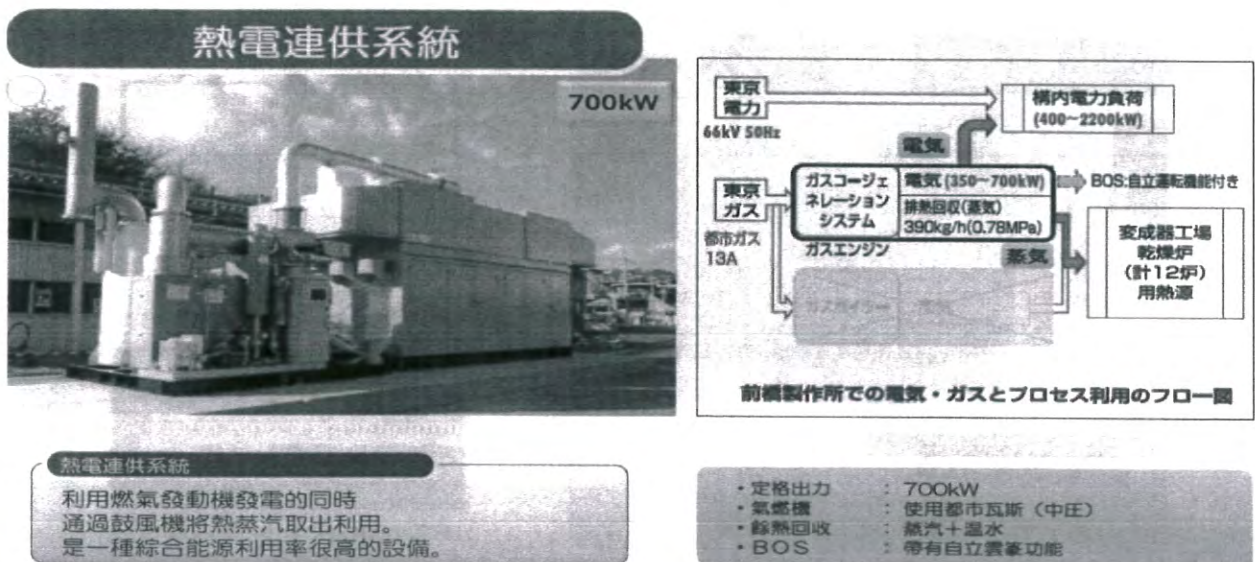 熱電連供系統
700kW
東京
電力
66kV 50Hz
構内電力負荷
(400~2200kW)
電気
東京
ガス
都市ガス
13A
ガスコージェ
ネレーション
システム
電気 (350~700kW)
排熱回収(蒸気)
390kg/h(0.78MPa)
BOS:自立運転機能付き
ガスエンジン
蒸気
変成器工場
乾燥炉
(計12炉)
用熱源
前橋製作所での電気・ガスとプロセス利用のフロー図
熱電連供系統
利用燃氣發動機發電的同時
通過鼓風機將熱蒸汽取出利用。
是一種綜合能源利用率很高的設備。
・定格出力 : 700kW
・氣燃機 : 使用都市瓦斯（中圧）
・餘熱回収 : 蒸汽＋温水
・BOS : 帶有自立雲峯功能